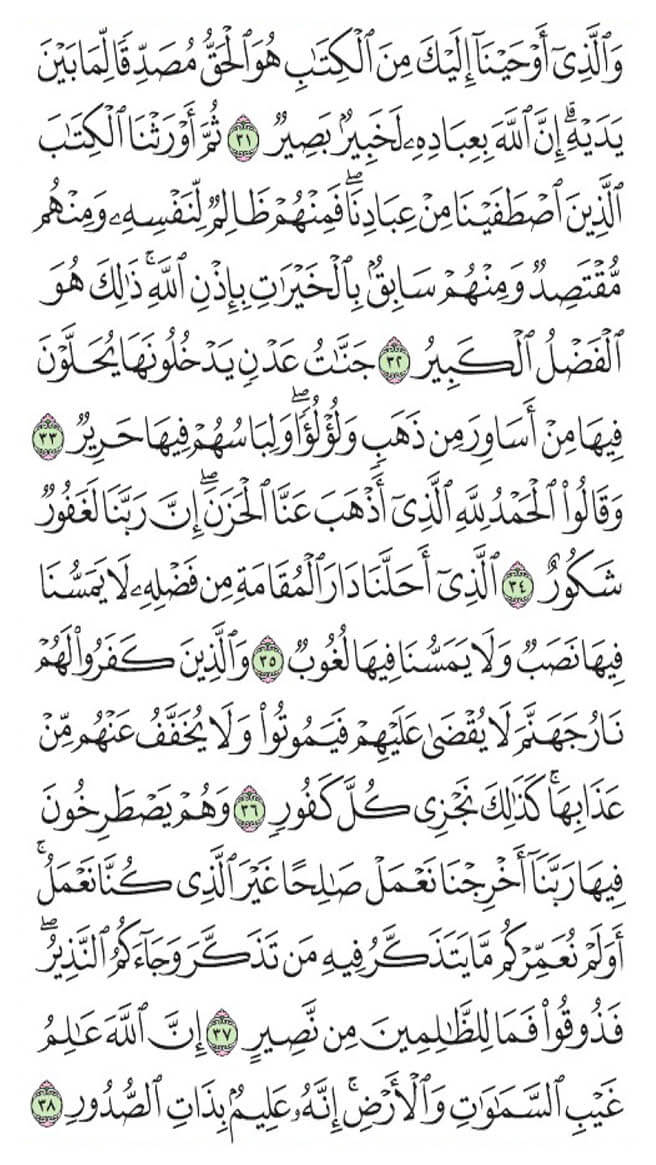 وَٱلَّذِىٓ أَوْحَيْنَآ إِلَيْكَ مِنَ ٱلْكِتَٰبِ هُوَ ٱلْحَقُّ مُصَدِّقًا لِّمَا بَيْنَ
يَدَيْهِ ۗ إِنَّ ٱللَّهَ بِعِبَادِهِۦ لَخَبِيرٌۢ بَصِيرٌ ٣١ ثُمَّ أَوْرَثْنَا ٱلْكِتَٰبَ
ٱلَّذِينَ ٱصْطَفَيْنَا مِنْ عِبَادِنَا ۖ فَمِنْهُمْ ظَالِمٌ لِّنَفْسِهِۦ وَمِنْهُم
مُّقْتَصِدٌ وَمِنْهُمْ سَابِقٌۢ بِٱلْخَيْرَٰتِ بِإِذْنِ ٱللَّهِ ۚ ذَٰلِكَ هُوَ
ٱلْفَضْلُ ٱلْكَبِيرُ ٣٢ جَنَّٰتُ عَدْنٍ يَدْخُلُونَهَا يُحَلَّوْنَ
فِيهَا مِنْ أَسَاوِرَ مِن ذَهَبٍ وَلُؤْلُؤًا ۖ وَلِبَاسُهُمْ فِيهَا حَرِيرٌ ٣٣
وَقَالُوا۟ ٱلْحَمْدُ لِلَّهِ ٱلَّذِىٓ أَذْهَبَ عَنَّا ٱلْحَزَنَ ۖ إِنَّ رَبَّنَا لَغَفُورٌ
شَكُورٌ ٣٤ ٱلَّذِىٓ أَحَلَّنَا دَارَ ٱلْمُقَامَةِ مِن فَضْلِهِۦ لَا يَمَسُّنَا
فِيهَا نَصَبٌ وَلَا يَمَسُّنَا فِيهَا لُغُوبٌ ٣٥ وَٱلَّذِينَ كَفَرُوا۟ لَهُمْ
نَارُ جَهَنَّمَ لَا يُقْضَىٰ عَلَيْهِمْ فَيَمُوتُوا۟ وَلَا يُخَفَّفُ عَنْهُم مِّنْ
عَذَابِهَا ۚ كَذَٰلِكَ نَجْزِى كُلَّ كَفُورٍ ٣٦ وَهُمْ يَصْطَرِخُونَ
فِيهَا رَبَّنَآ أَخْرِجْنَا نَعْمَلْ صَٰلِحًا غَيْرَ ٱلَّذِى كُنَّا نَعْمَلُ ۚ
أَوَلَمْ نُعَمِّرْكُم مَّا يَتَذَكَّرُ فِيهِ مَن تَذَكَّرَ وَجَآءَكُمُ ٱلنَّذِيرُ ۖ
فَذُوقُوا۟ فَمَا لِلظَّٰلِمِينَ مِن نَّصِيرٍ ٣٧ إِنَّ ٱللَّهَ عَٰلِمُ
غَيْبِ ٱلسَّمَٰوَٰتِ وَٱلْأَرْضِ ۚ إِنَّهُۥ عَلِيمٌۢ بِذَاتِ ٱلصُّدُورِ ٣٨